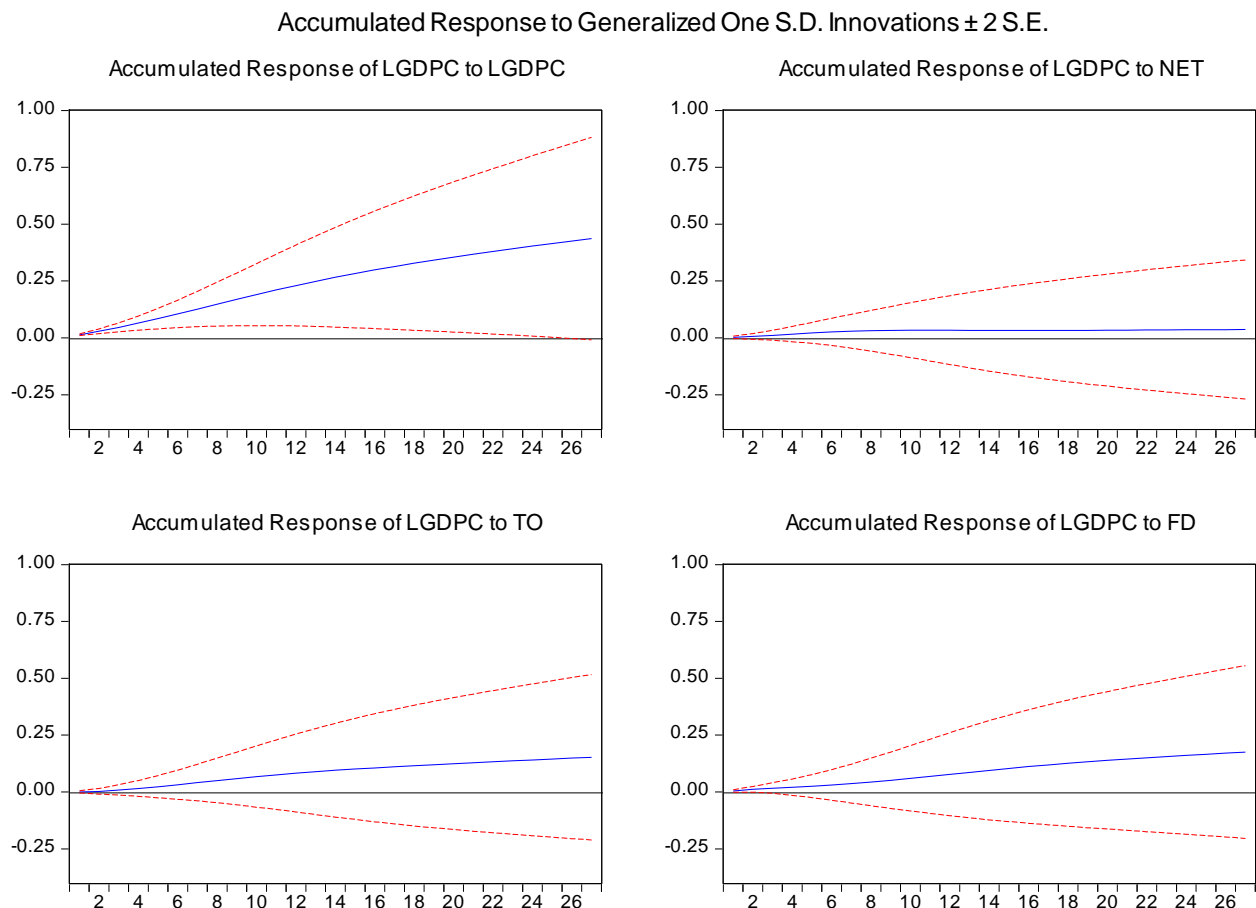 Accumulated Response to Generalized One S.D. Innovations ± 2 S.E.
Accumulated Response of LGDPC to LGDPC
1.00
0.75
0.50
0.25
0.00
-0.25
2 4 6 8 10 12 14 16 18 20 22 24 26
Accumulated Response of LGDPC to NET
1.00
0.75
0.50
0.25
0.00
-0.25
2 4 6 8 10 12 14 16 18 20 22 24 26
Accumulated Response of LGDPC to TO
1.00
0.75
0.50
0.25
0.00
-0.25
2 4 6 8 10 12 14 16 18 20 22 24 26
Accumulated Response of LGDPC to FD
1.00
0.75
0.50
0.25
0.00
-0.25
2 4 6 8 10 12 14 16 18 20 22 24 26